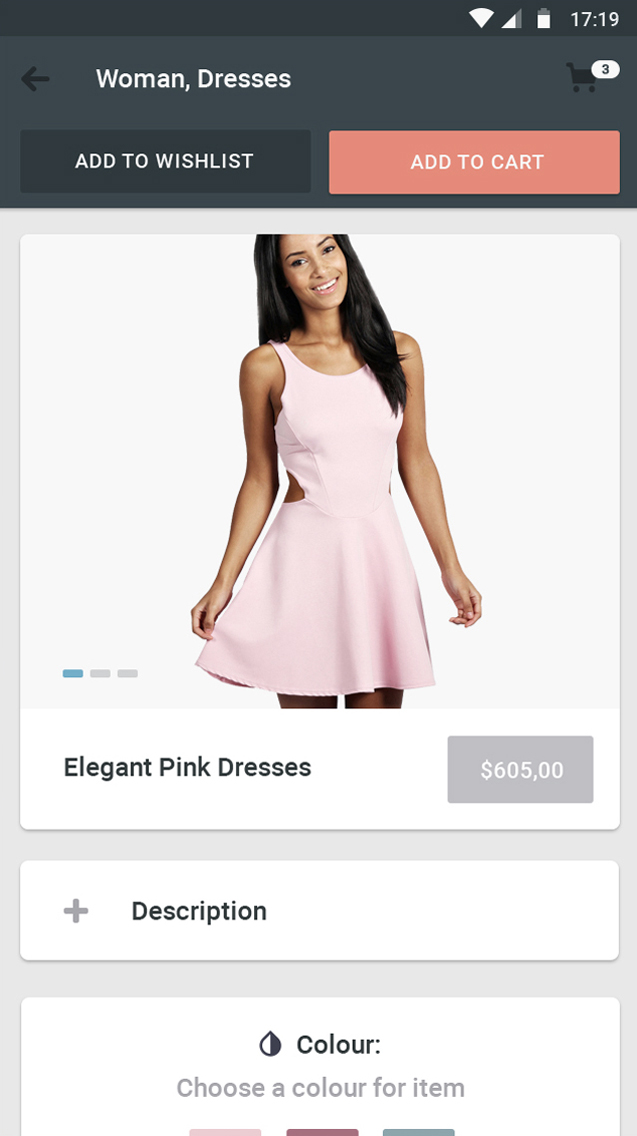 17:19
Woman, Dresses
3
ADD TO WISHLIST
ADD TO CART
Elegant Pink Dresses
$605,00
Description
Colour:
Choose a colour for item